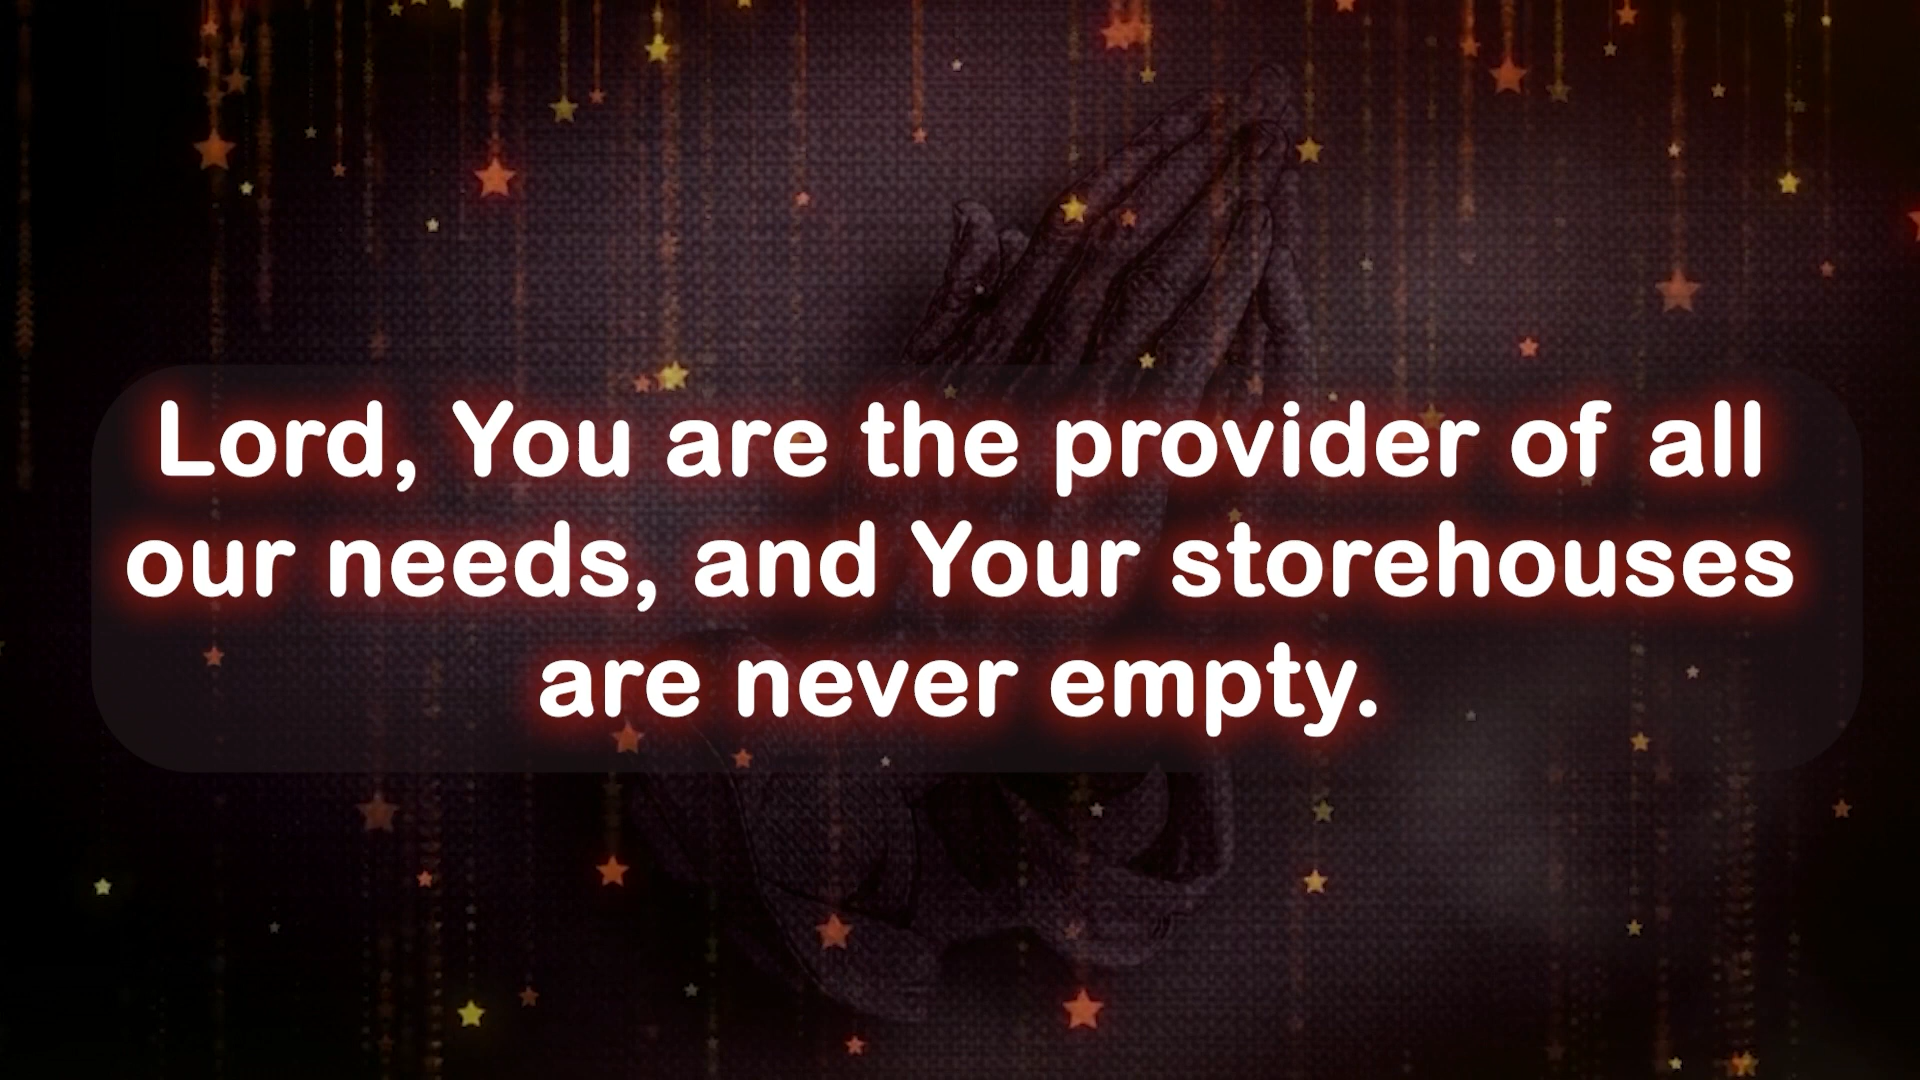 Lord, You are the provider of all
our needs, and Your storehouses
are never empty.